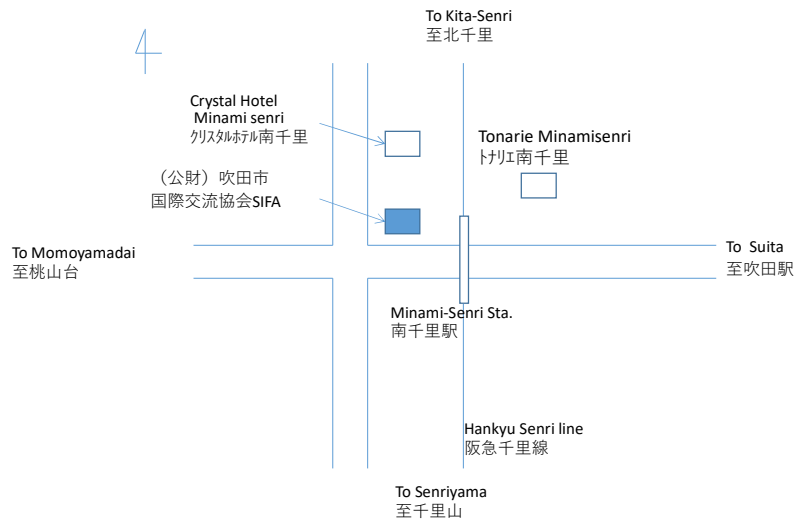 To Kita-Senri
至北千里
Crystal Hotel
Minami senri
クリスタルホテル南千里
Tonarie Minamisenri
トナリエ南千里
（公財）吹田市
国際交流協会SIFA
To Momoyamadai
至桃山台
To Suita
至吹田駅
Minami-Senri Sta.
南千里駅
Hankyu Senri line
阪急千里線
To Senriyama
至千里山